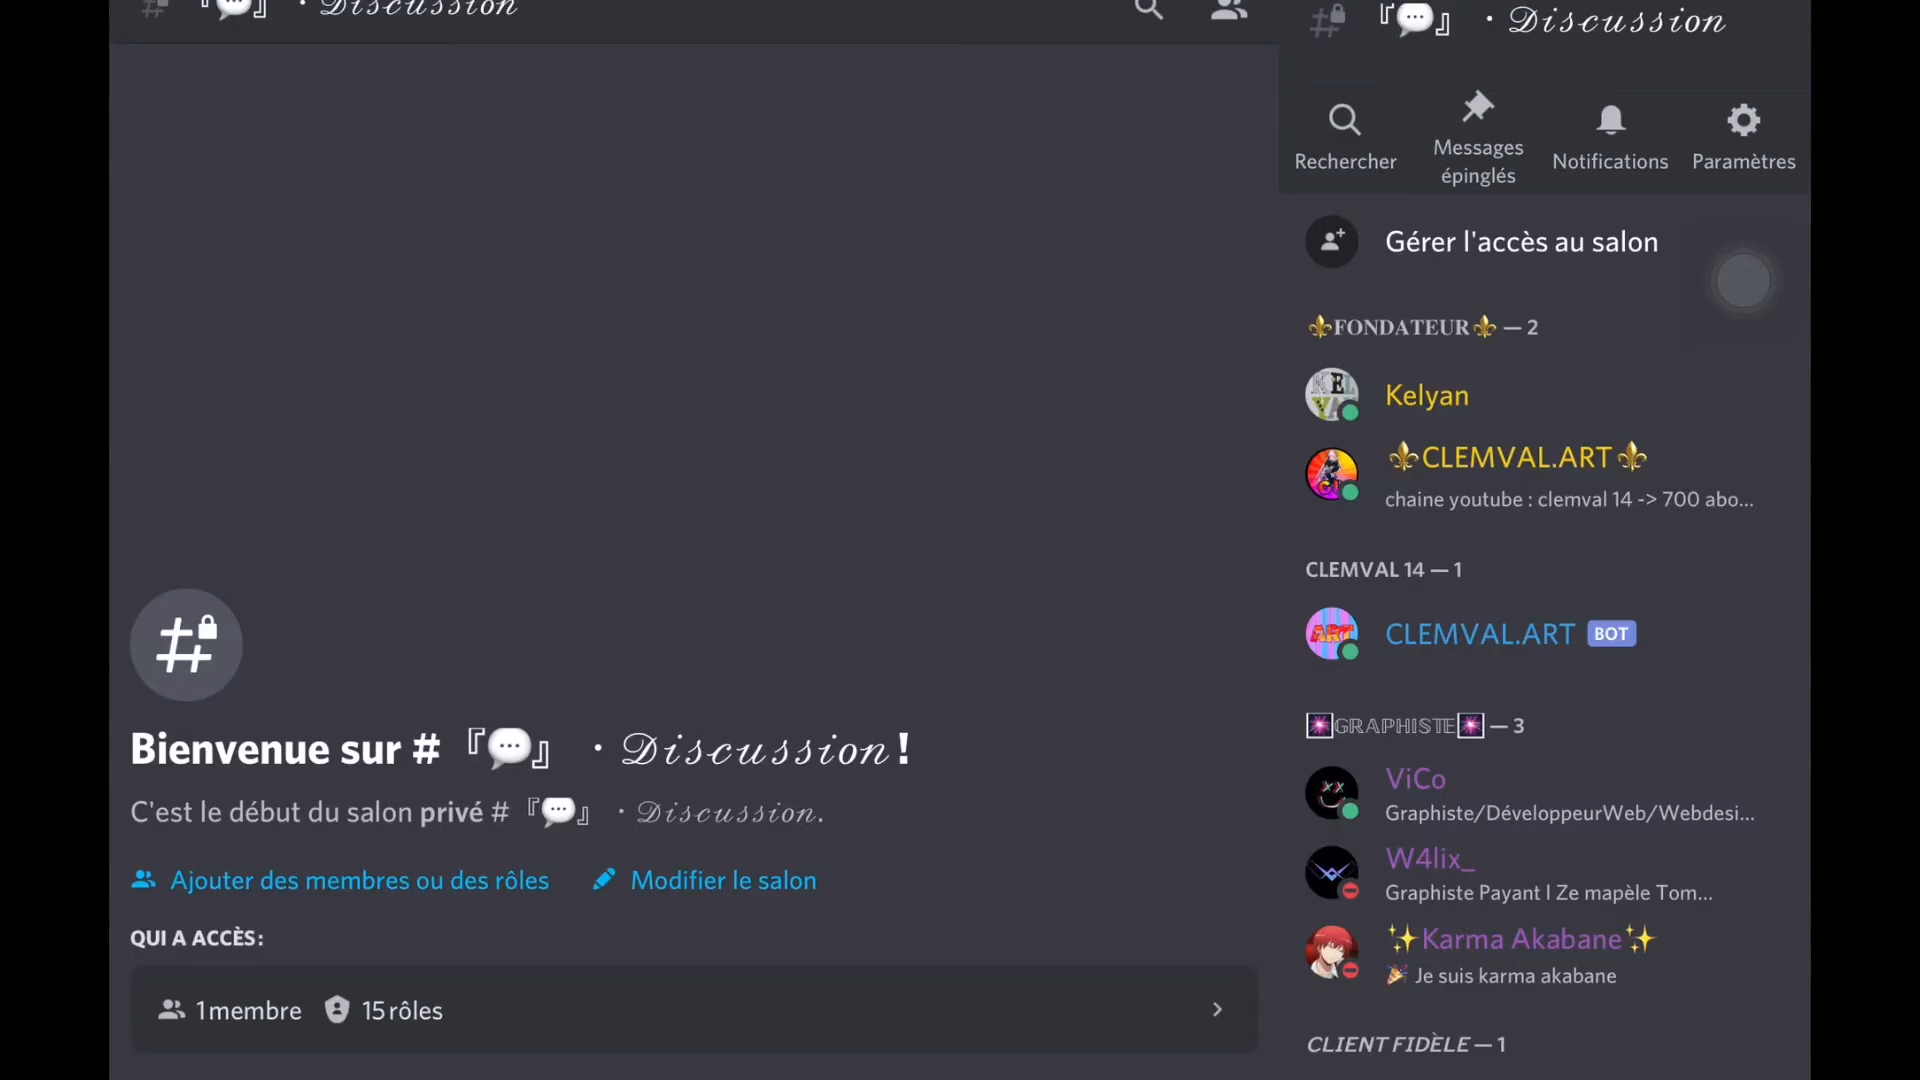 『💬』 ・𝒟𝒾𝓈𝒸𝓊𝓈𝓈𝒾𝑜𝓃
Bienvenue sur # 『💬』 ・𝒟𝒾𝓈𝒸𝓊𝓈𝓈𝒾𝑜𝓃 !
C'est le début du salon privé # 『💬』 ・𝒟𝒾𝓈𝒸𝓊𝓈𝓈𝒾𝑜𝓃.
Ajouter des membres ou des rôles Modifier le salon
QUI A ACCÈS :
1 membre 15 rôles
『💬』 ・𝒟𝒾𝓈𝒸𝓊𝓈𝓈𝒾𝑜𝓃
Rechercher
Messages
épinglés
Notifications
Paramètres
Gérer l'accès au salon
⚜️𝐅𝐎𝐍𝐃𝐀𝐓𝐄𝐔𝐑⚜️ — 2
KELYAN
Kelyan
⚜️CLEMVAL.ART⚜️
chaine youtube : clemval 14 -> 700 abo...
CLEMVAL 14 — 1
ART
CLEMVAL.ART BOT
🎆𝔾ℝ𝔸ℙℍ𝕀𝕊𝕋𝔼🎆 — 3
ViCo
Graphiste/DéveloppeurWeb/Webdesi...
W4lix_
Graphiste Payant l Ze mapèle Tom...
✨Karma Akabane✨
🎉 Je suis karma akabane
𝘾𝙇𝙄𝙀𝙉𝙏 𝙁𝙄𝘿𝙀̀𝙇𝙀 — 1